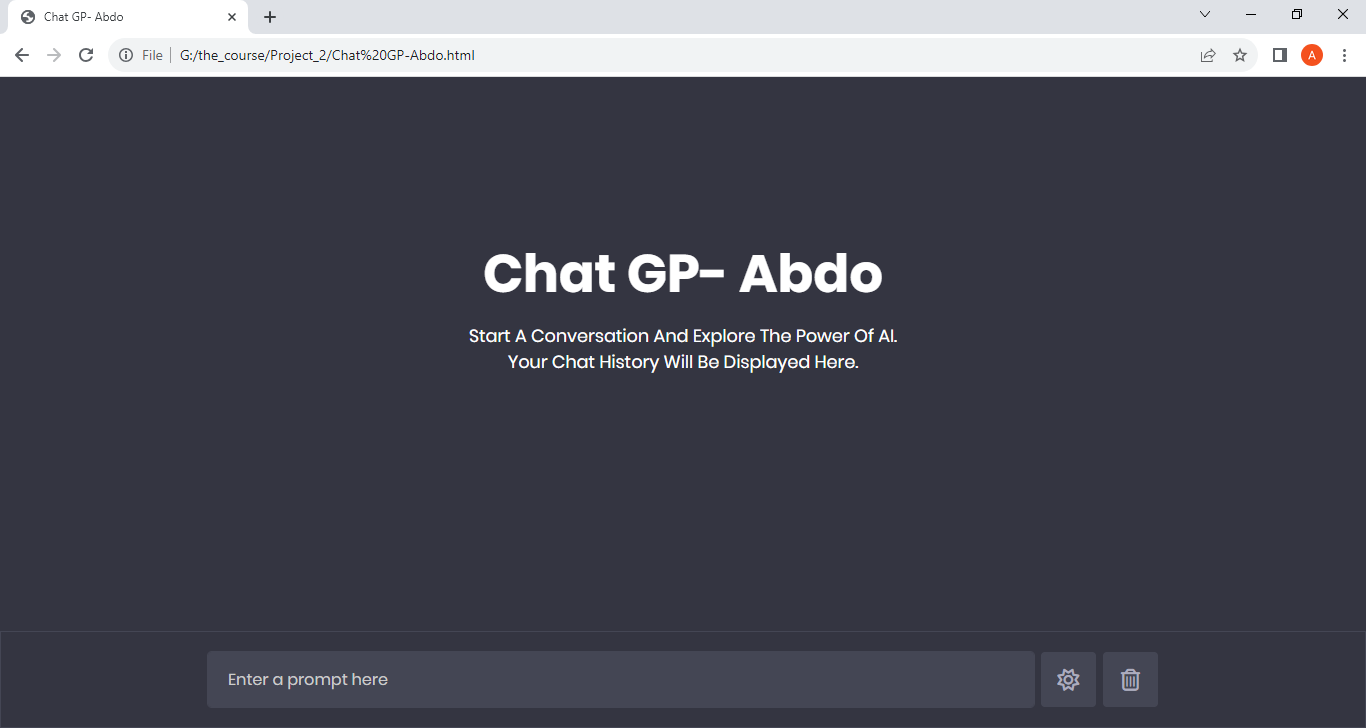 Chat GP- Abdo
File
G:/the_course/Project_2/Chat%20GP-Abdo.html
A
Chat GP- Abdo
Start A Conversation And Explore The Power Of AI.
Your Chat History Will Be Displayed Here.
Enter a prompt here